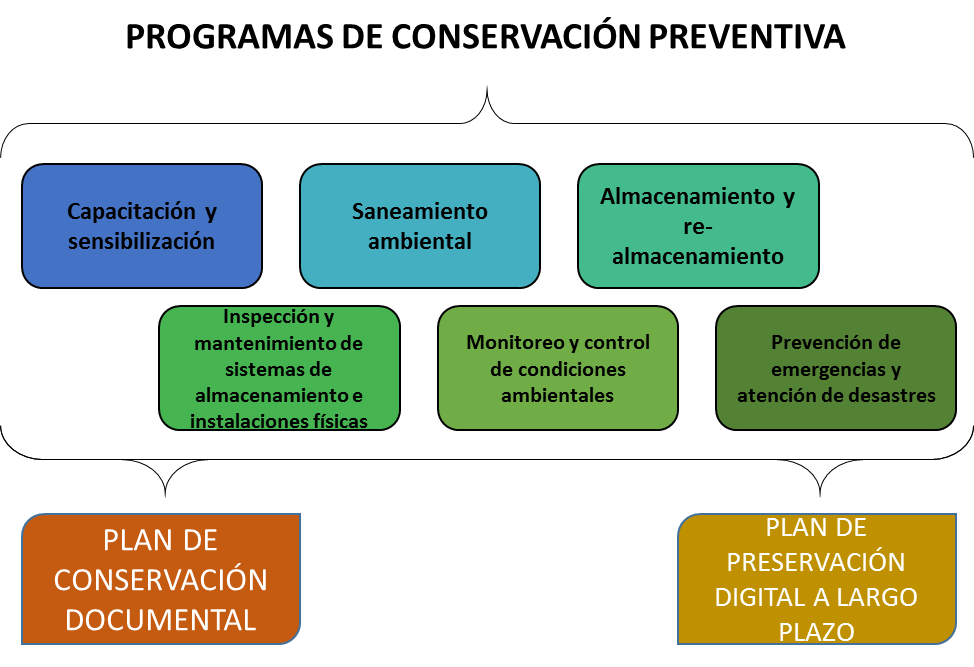 PROGRAMAS DE CONSERVACIÓN PREVENTIVA
Capacitación y
sensibilización
Saneamiento
ambiental
Almacenamiento y
re-
almacenamiento
Inspección y
mantenimiento de
sistemas de
almacenamiento e
instalaciones físicas
Monitoreo y control
de condiciones
ambientales
Prevención de
emergencias y
atención de desastres
PLAN DE
CONSERVACIÓN
DOCUMENTAL
PLAN DE
PRESERVACIÓN
DIGITAL A LARGO
PLAZO